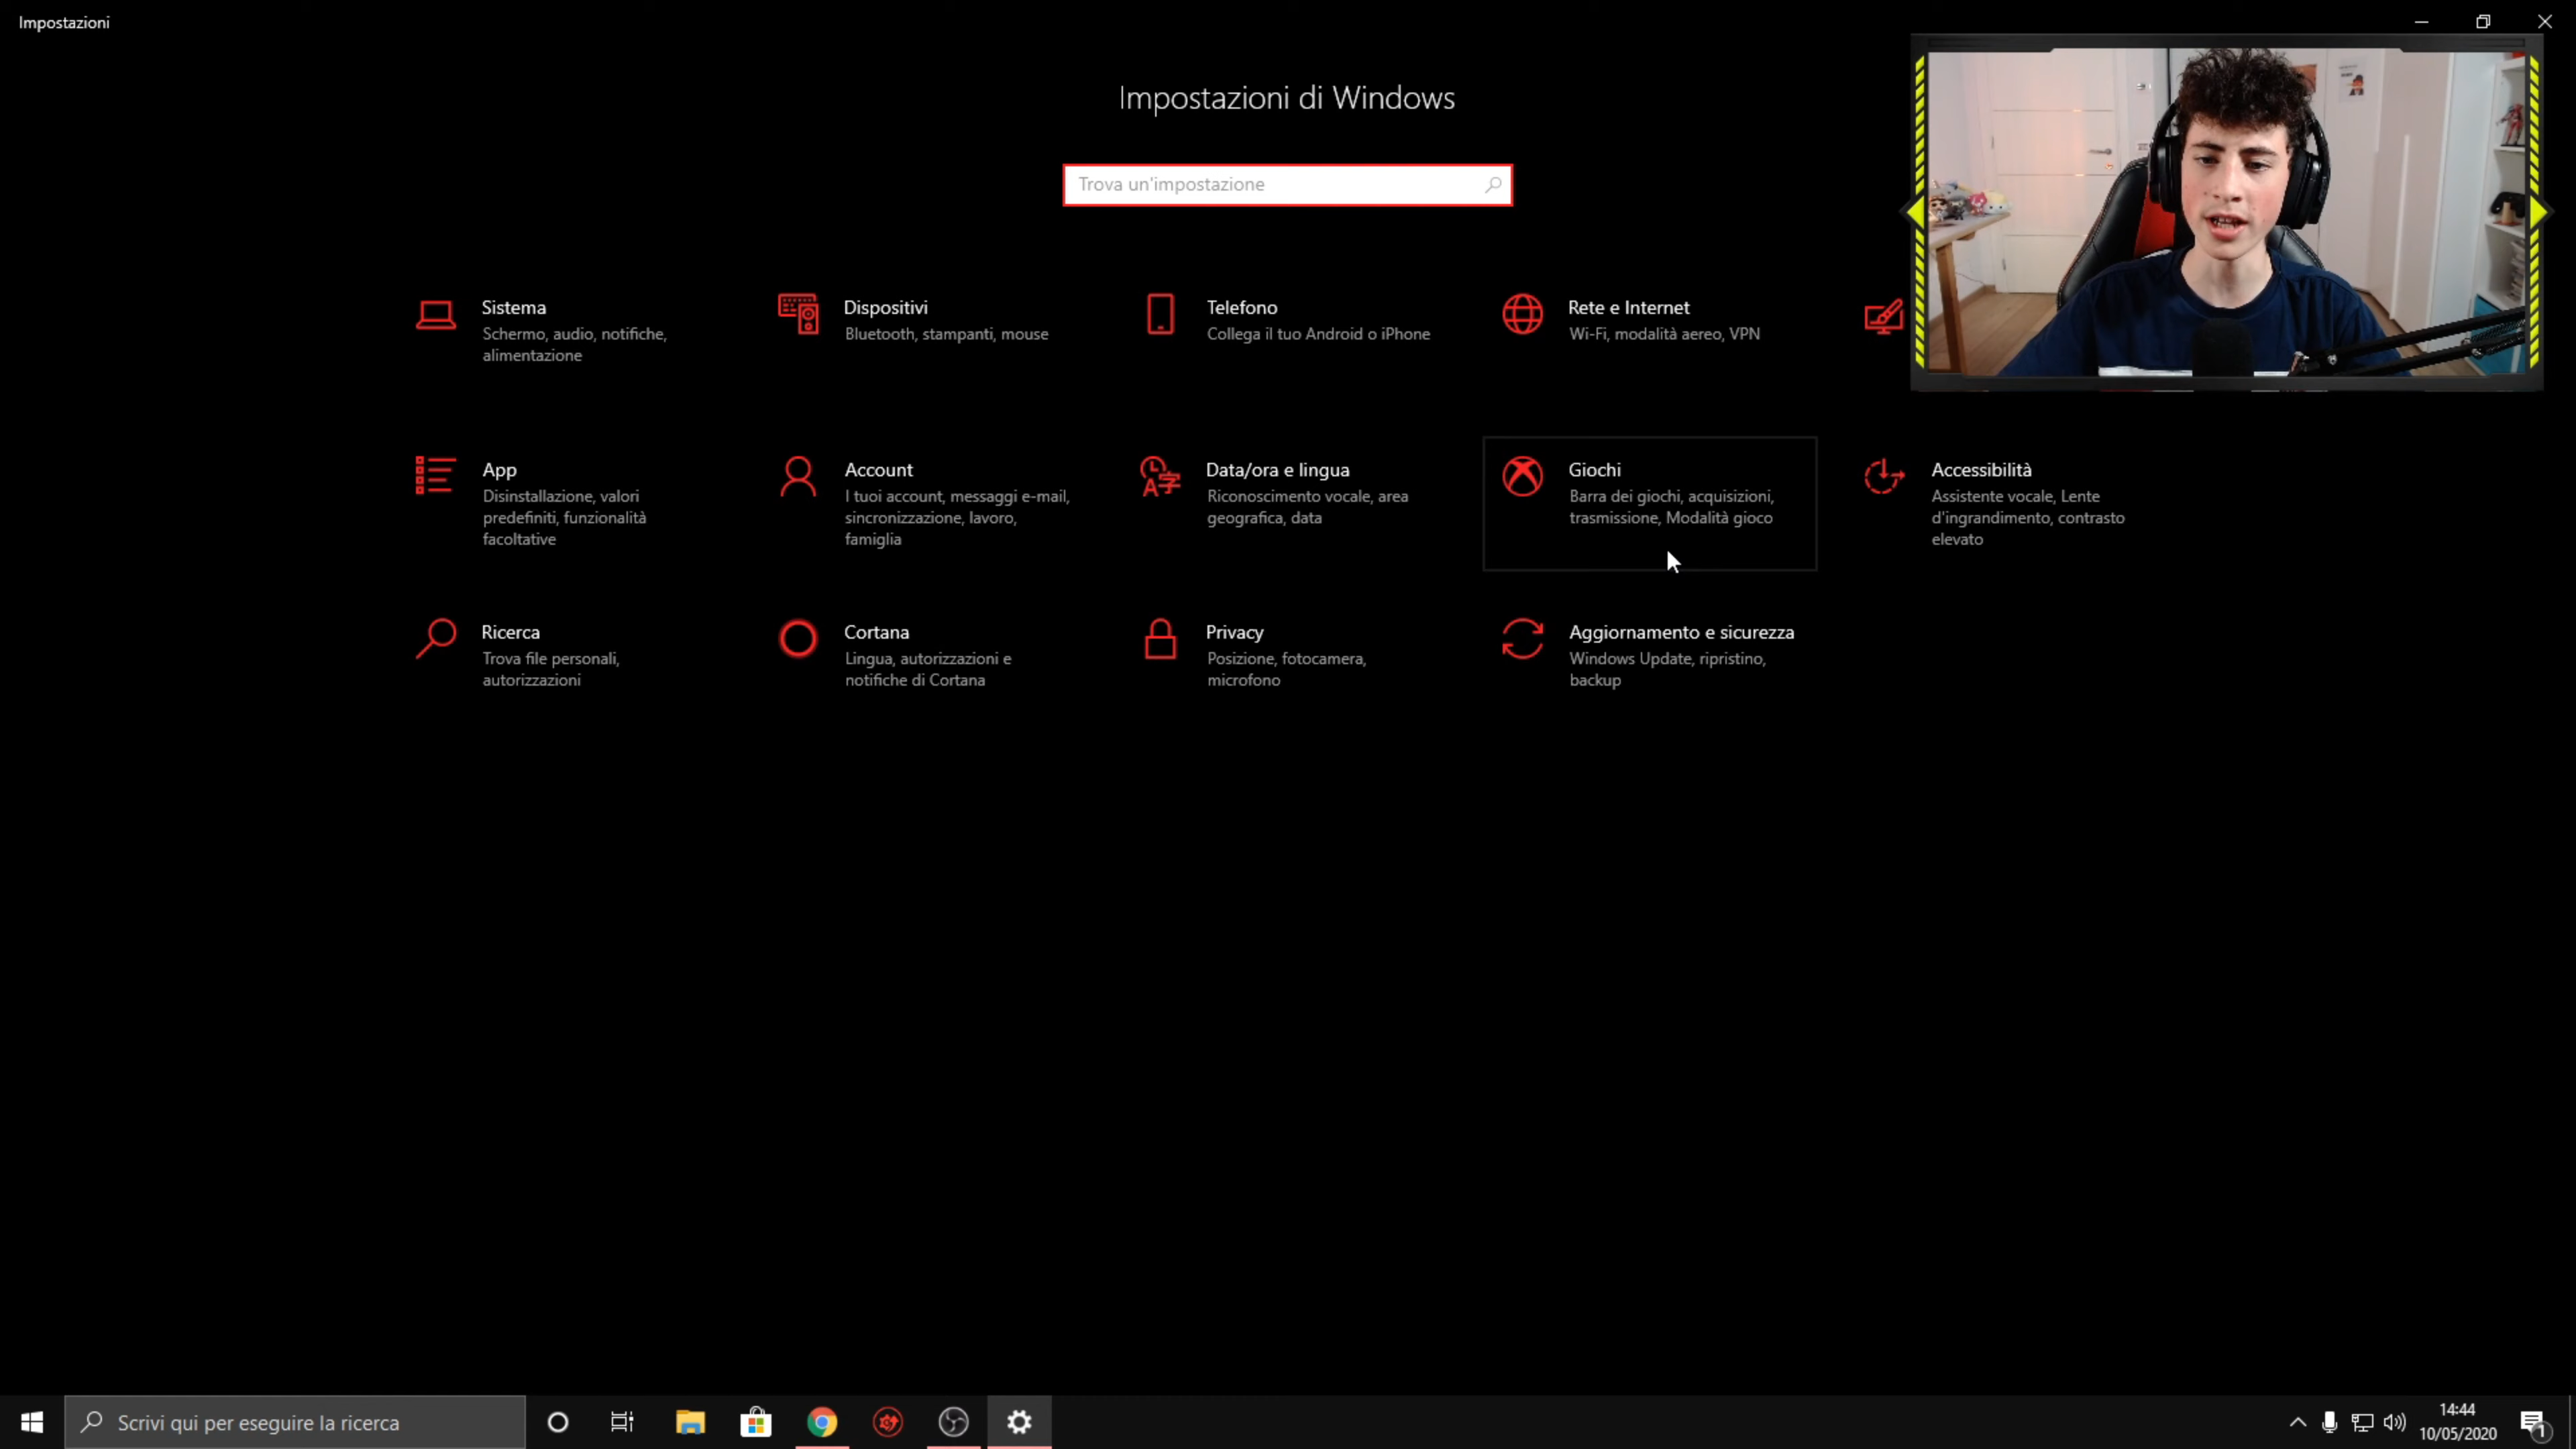 Impostazioni
Impostazioni di Windows
Trova un'impostazione
Sistema
Schermo, audio, notifiche,
alimentazione
Dispositivi
Bluetooth, stampanti, mouse
Telefono
Collega il tuo Android o iPhone
Rete e Internet
Wi-Fi, modalità aereo, VPN
App
Disinstallazione, valori
predefiniti, funzionalità
facoltative
Account
I tuoi account, messaggi e-mail,
sincronizzazione, lavoro,
famiglia
Data/ora e lingua
Riconoscimento vocale, area
geografica, data
Giochi
Barra dei giochi, acquisizioni,
trasmissione, Modalità gioco
Accessibilità
Assistente vocale, Lente
d'ingrandimento, contrasto
elevato
Ricerca
Trova file personali,
autorizzazioni
Cortana
Lingua, autorizzazioni e
notifiche di Cortana
Privacy
Posizione, fotocamera,
microfono
Aggiornamento e sicurezza
Windows Update, ripristino,
backup
Scrivi qui per eseguire la ricerca
14:44
10/05/2020
1